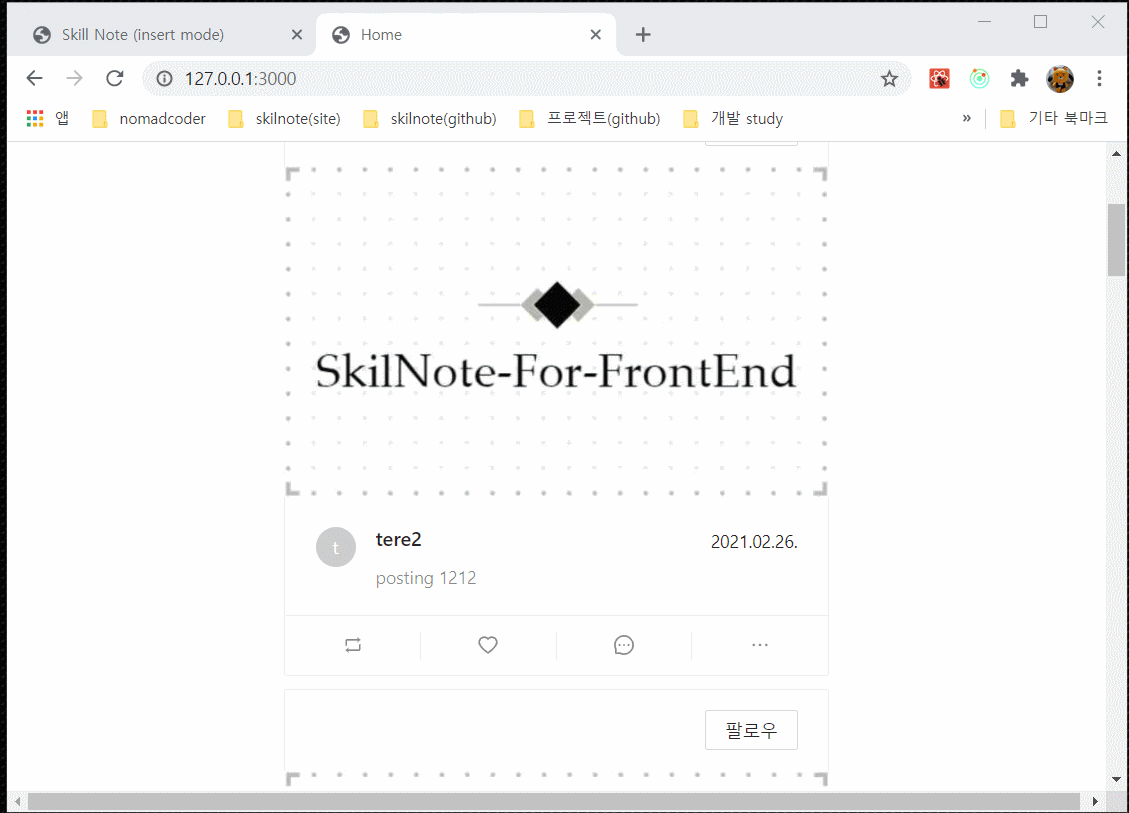 Skill Note (insert mode)
Home
127.0.0.1:3000
앱
nomadcoder
skilnote(site)
skilnote(github)
프로젝트(github)
개발 study
»
기타 북마크
SkilNote-For-FrontEnd
t
tere2
2021.02.26.
posting 1212
팔로우